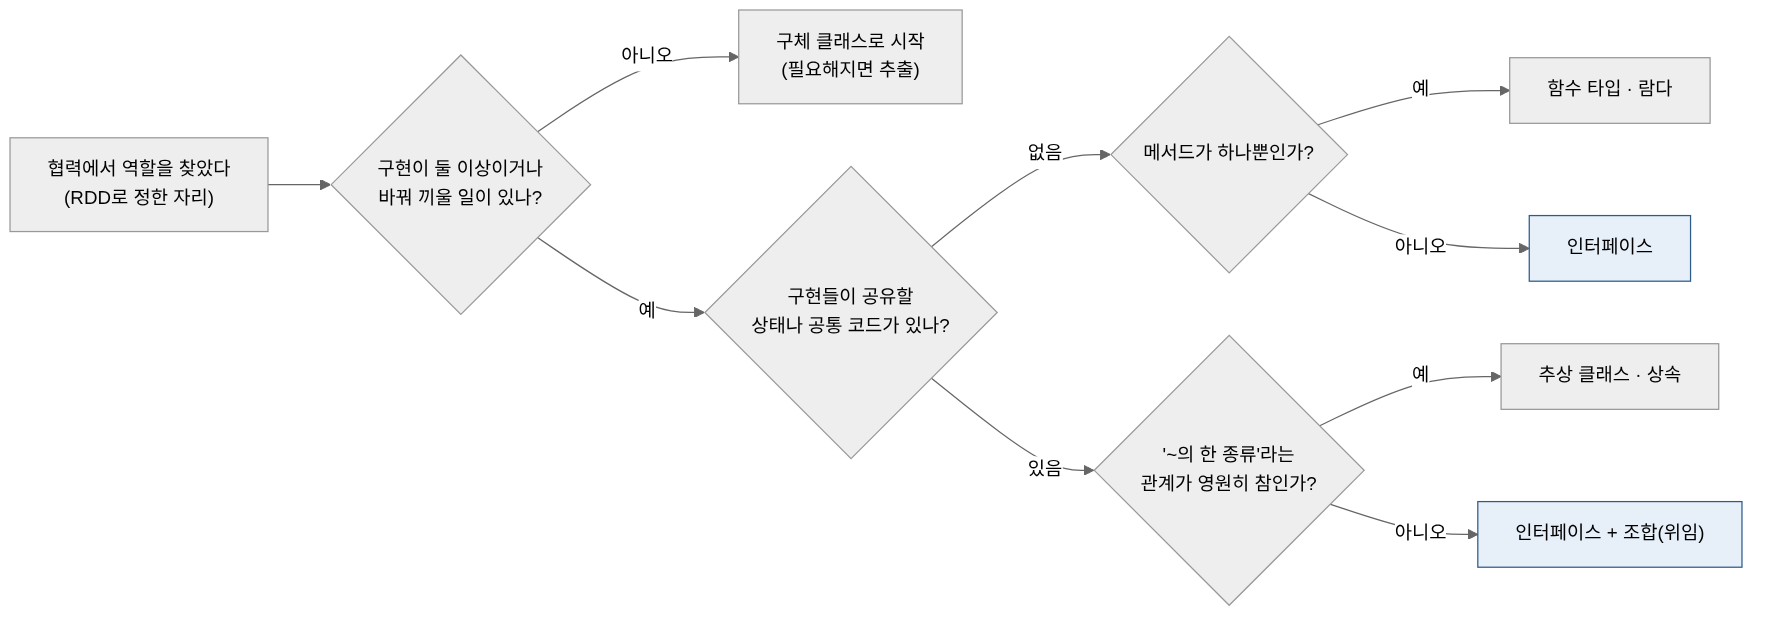 협력에서 역할을 찾았다
(RDD로 정한 자리)
구현이 둘 이상이거나
바꿔 끼울 일이 있나?
아니오
구체 클래스로 시작
(필요해지면 추출)
예
구현들이 공유할
상태나 공통 코드가 있나?
없음
메서드가 하나뿐인가?
예
함수 타입 · 람다
아니오
인터페이스
있음
'~의 한 종류'라는
관계가 영원히 참인가?
예
추상 클래스 · 상속
아니오
인터페이스 + 조합(위임)